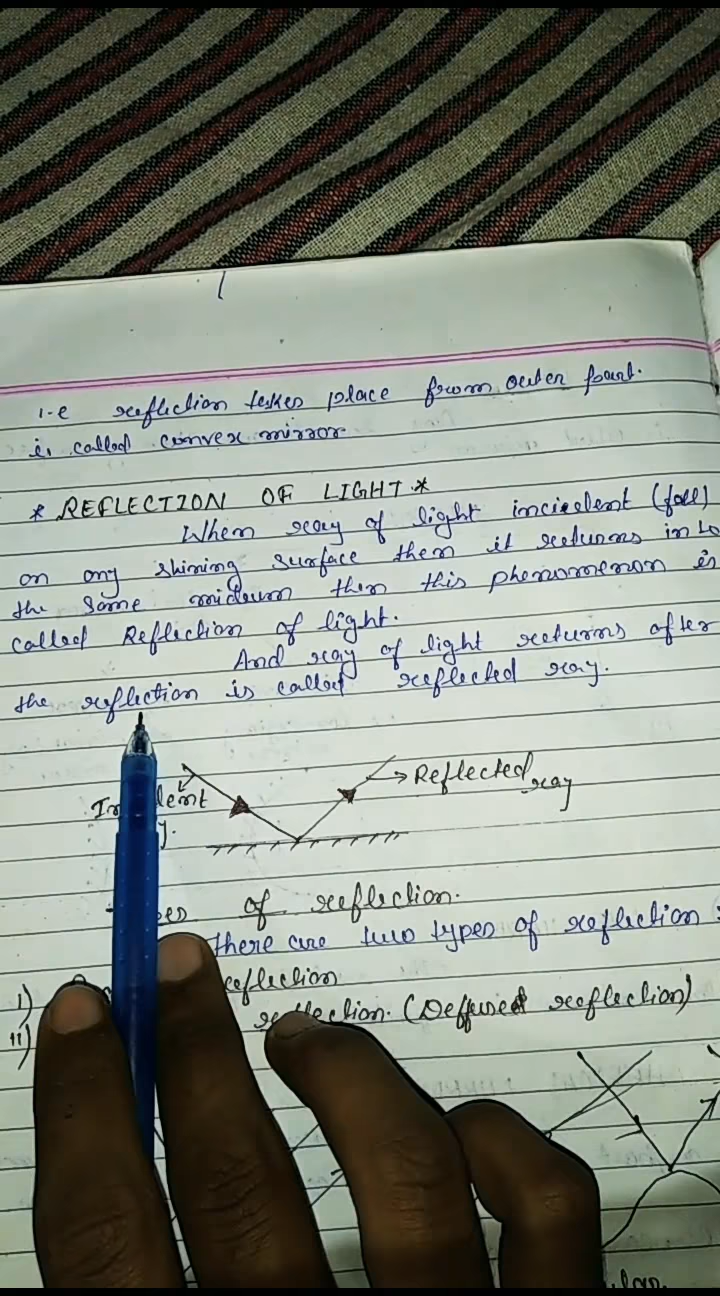 i.e reflection takes place from outer part.
is called convex mirror
* REFLECTION OF LIGHT *
When ray of light incident (fall)
on any shining surface then it returns in to
the same midium then this phenomenon is
called Reflection of light.
And ray of light returns after
the reflection is called reflected ray.
Reflected ray
of reflection.
there are two types of reflection :
i) reflection
ii) reflection. (Deffused reflection)